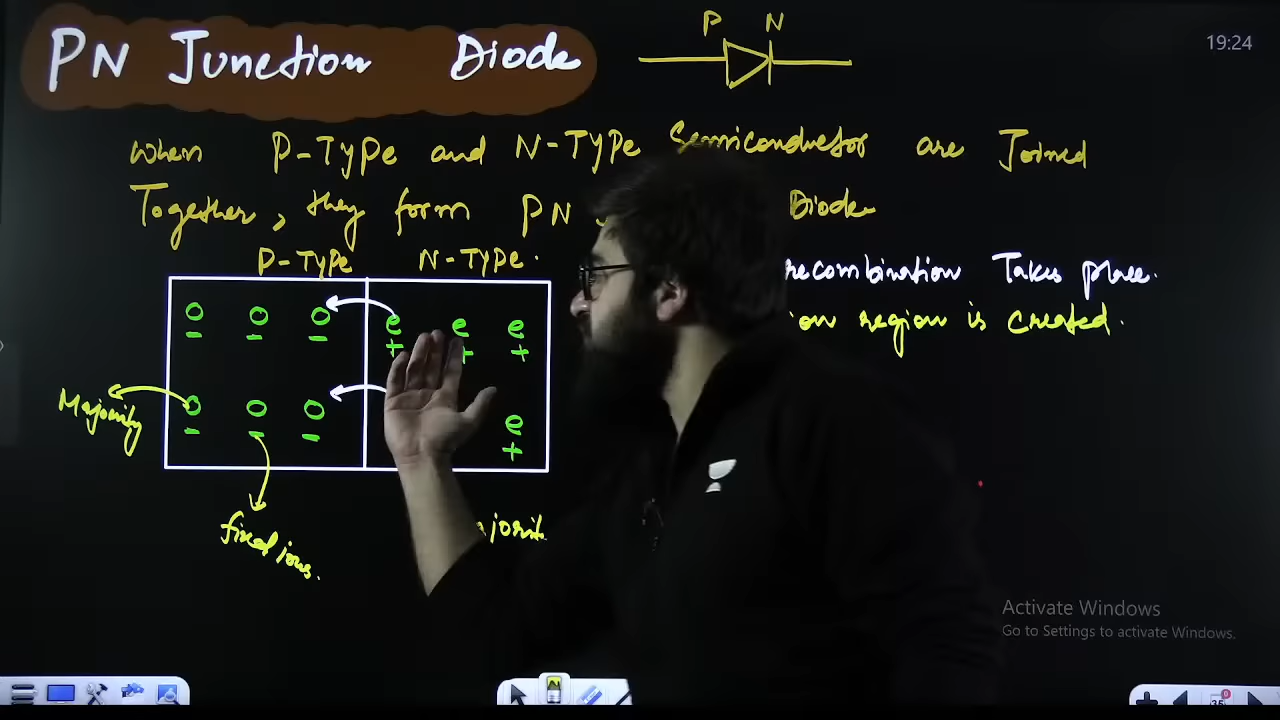 PN Junction Diode
P N
19:24
When P-Type and N-Type Semiconductor are Joined
Together, they form PN Diode
P-Type N-Type.
recombination Takes place.
ion region is created.
o o o e e e
- - - + + +
Majority
o o o e
- - - +
fixed ions.
Activate Windows
Go to Settings to activate Windows.